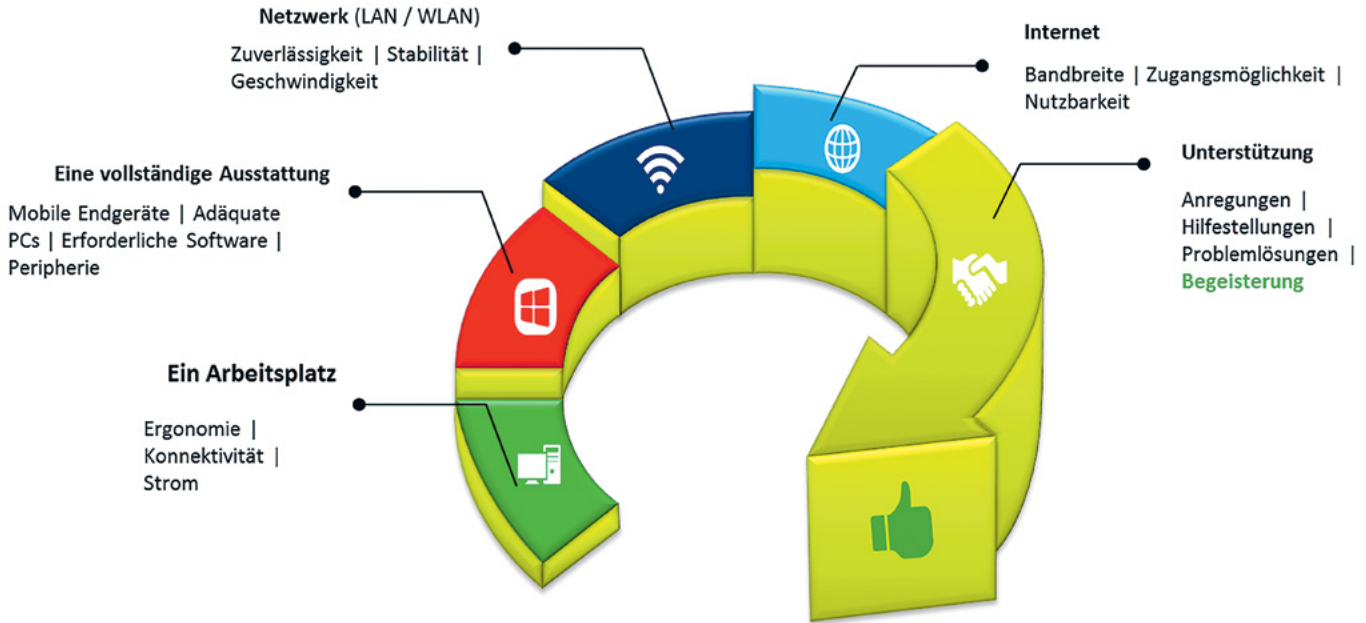 Netzwerk (LAN / WLAN)
Zuverlässigkeit | Stabilität |
Geschwindigkeit
Internet
Bandbreite | Zugangsmöglichkeit |
Nutzbarkeit
Eine vollständige Ausstattung
Mobile Endgeräte | Adäquate
PCs | Erforderliche Software |
Peripherie
Unterstützung
Anregungen |
Hilfestellungen |
Problemlösungen |
Begeisterung
Ein Arbeitsplatz
Ergonomie |
Konnektivität |
Strom